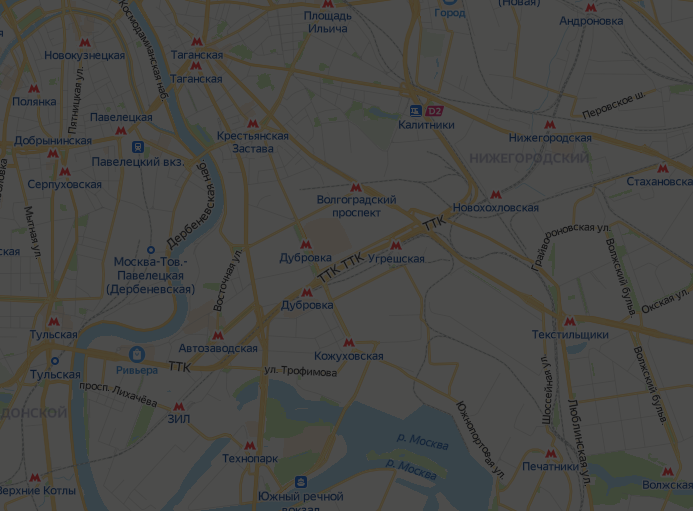 Город
(Новая)
Площадь
Ильича
Андроновка
Космодамианская наб
Новокузнецкая
Таганская
Таганская
Полянка
Пятницкая ул.
Перовское ш.
Павелецкая
Калитники
D2
Крестьянская
Застава
Нижегородская
Добрынинская
Павелецкий вкз.
НИЖЕГОРОДСКИЙ
Серпуховская
Стахановска
Волгоградский
проспект
Новохохловская
Дербеневская наб.
Мытная ул.
ТТК
Грайвороновская ул.
ская
Москва-Тов.-
Павелецкая
(Дербеневская)
Восточная ул.
Дубровка
ТТК
ТТК
Угрешская
Волжский бульв.
Дубровка
Окская ул.
Тульская
Автозаводская
Кожуховская
Текстильщики
Ривьера
ТТК
Тульская
ул. Трофимова
Шоссейная ул.
Волжский бульв.
просп. Лихачёва
ЗИЛ
ДОНСКОЙ
Южнопортовая ул.
Люблинская ул.
р. Москва
Технопарк
р. Москва
Печатники
Верхние Котлы
Волжская
Южный речной
вокзал